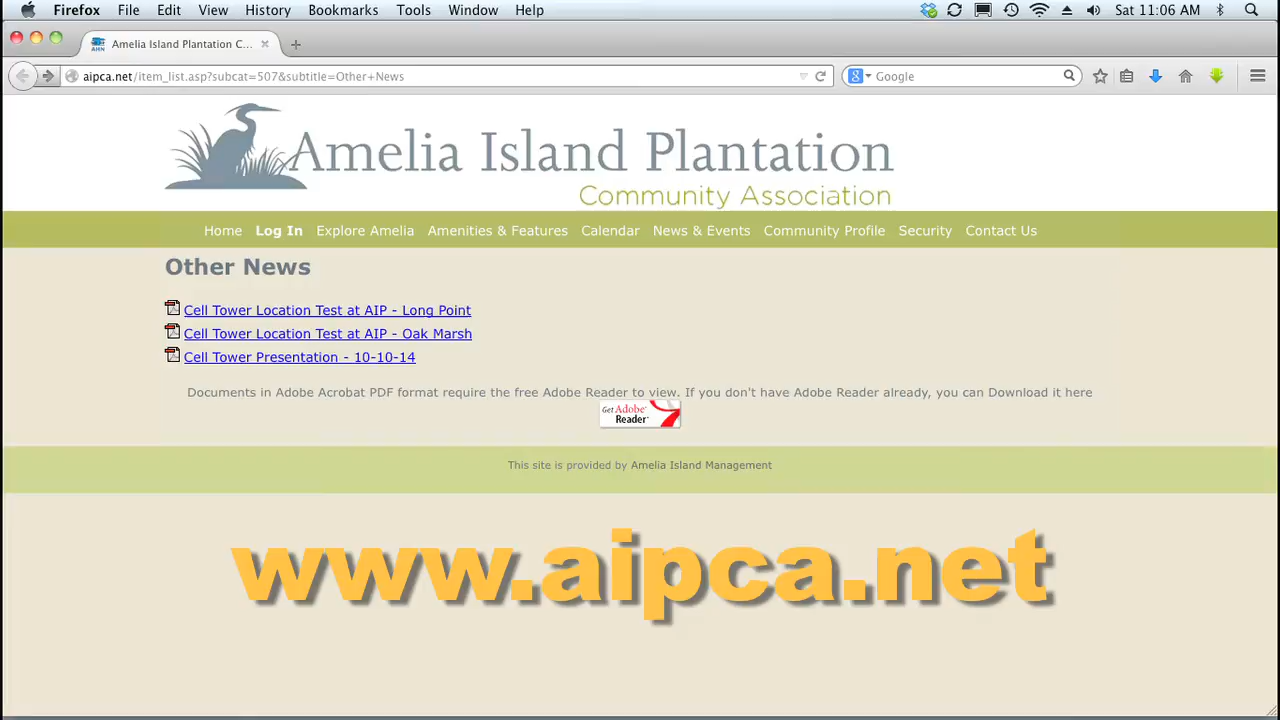 Firefox File Edit View History Bookmarks Tools Window Help Sat 11:06 AM
AHN Amelia Island Plantation C...
aipca.net/item_list.asp?subcat=507&subtitle=Other+News
8 Google
Amelia Island Plantation
Community Association
Home Log In Explore Amelia Amenities & Features Calendar News & Events Community Profile Security Contact Us
Other News
Cell Tower Location Test at AIP - Long Point
Cell Tower Location Test at AIP - Oak Marsh
Cell Tower Presentation - 10-10-14
Documents in Adobe Acrobat PDF format require the free Adobe Reader to view. If you don't have Adobe Reader already, you can Download it here
Get Adobe®
Reader®
This site is provided by Amelia Island Management
www.aipca.net